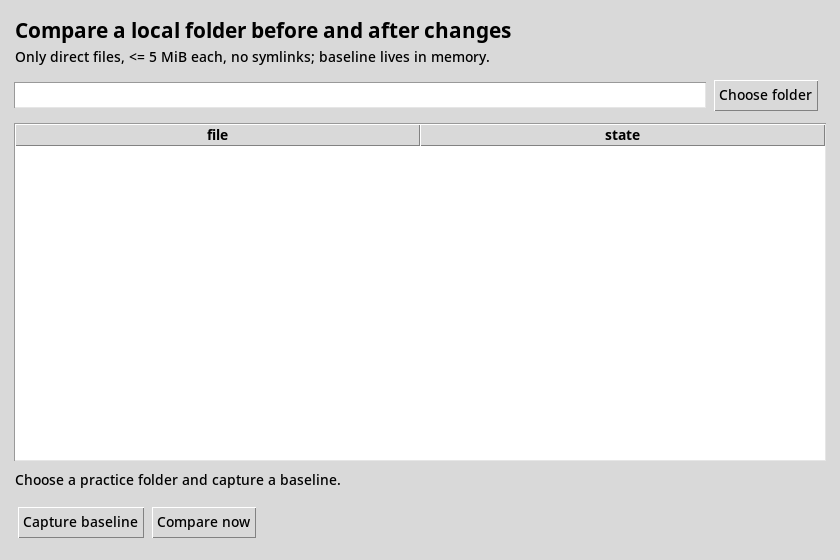 Compare a local folder before and after changes
Only direct files, <= 5 MiB each, no symlinks; baseline lives in memory.
Choose folder
file state
Choose a practice folder and capture a baseline.
Capture baseline Compare now